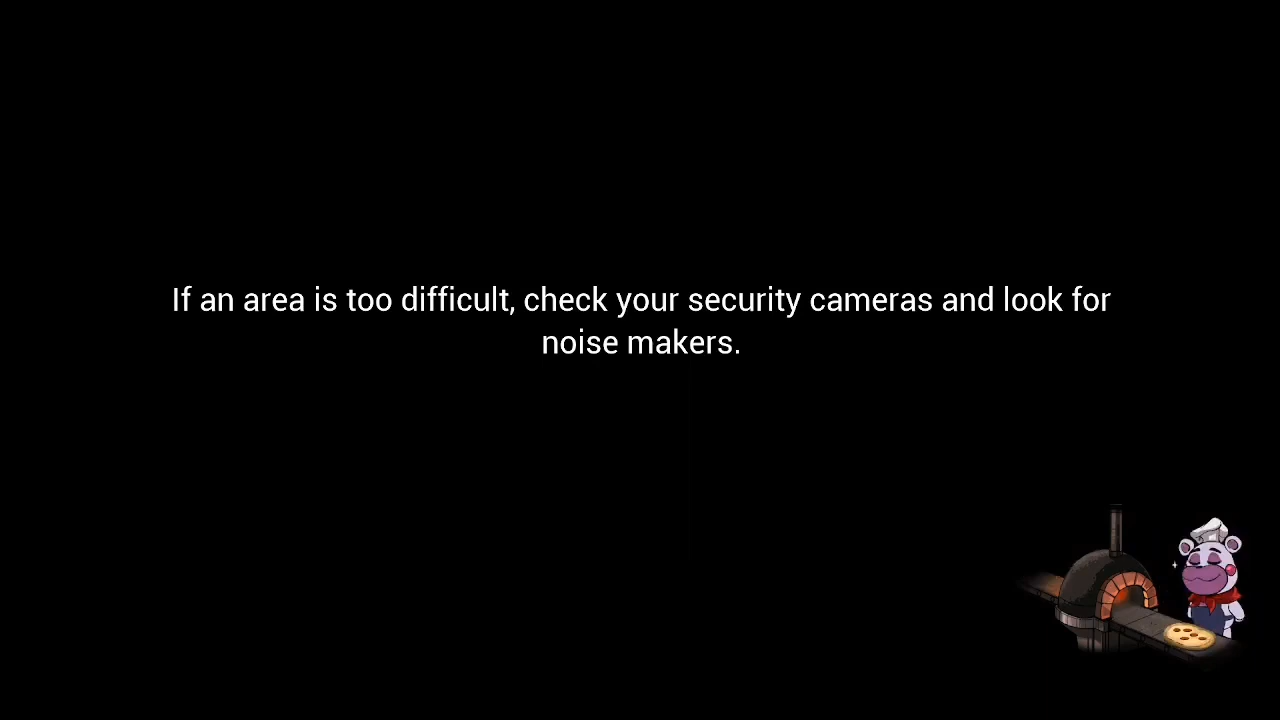 If an area is too difficult, check your security cameras and look for
noise makers.